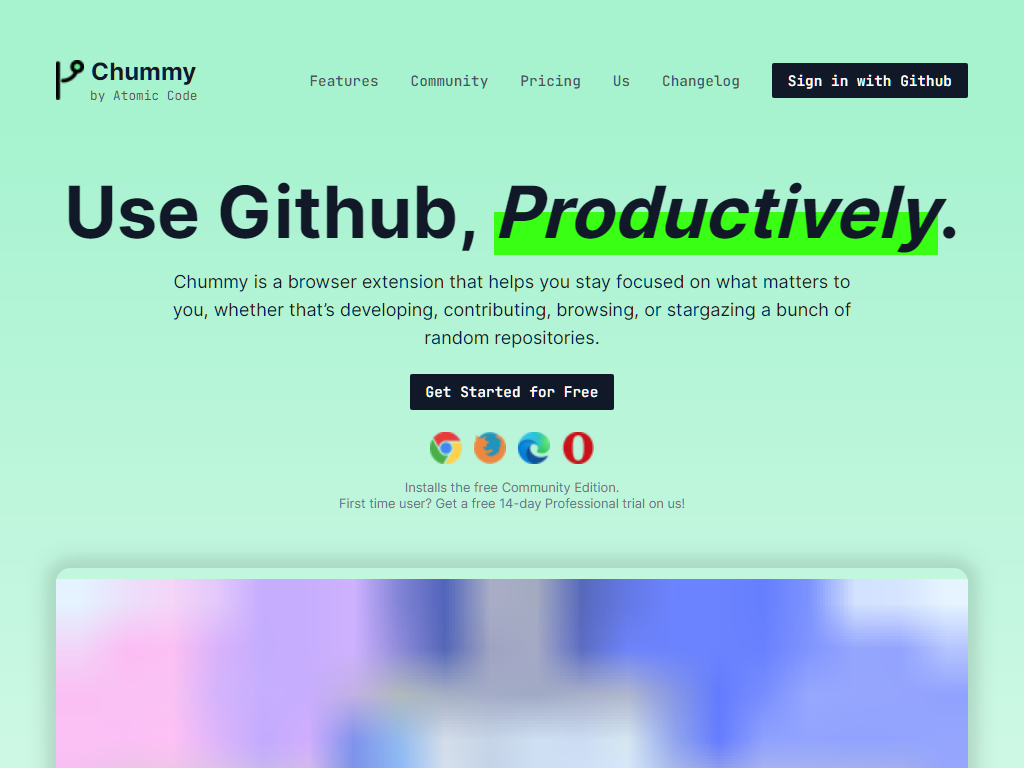 Chummy
by Atomic Code
Features
Community
Pricing
Us
Changelog
Sign in with Github
Use Github, Productively.
Chummy is a browser extension that helps you stay focused on what matters to
you, whether that’s developing, contributing, browsing, or stargazing a bunch of
random repositories.
Get Started for Free
Installs the free Community Edition.
First time user? Get a free 14-day Professional trial on us!